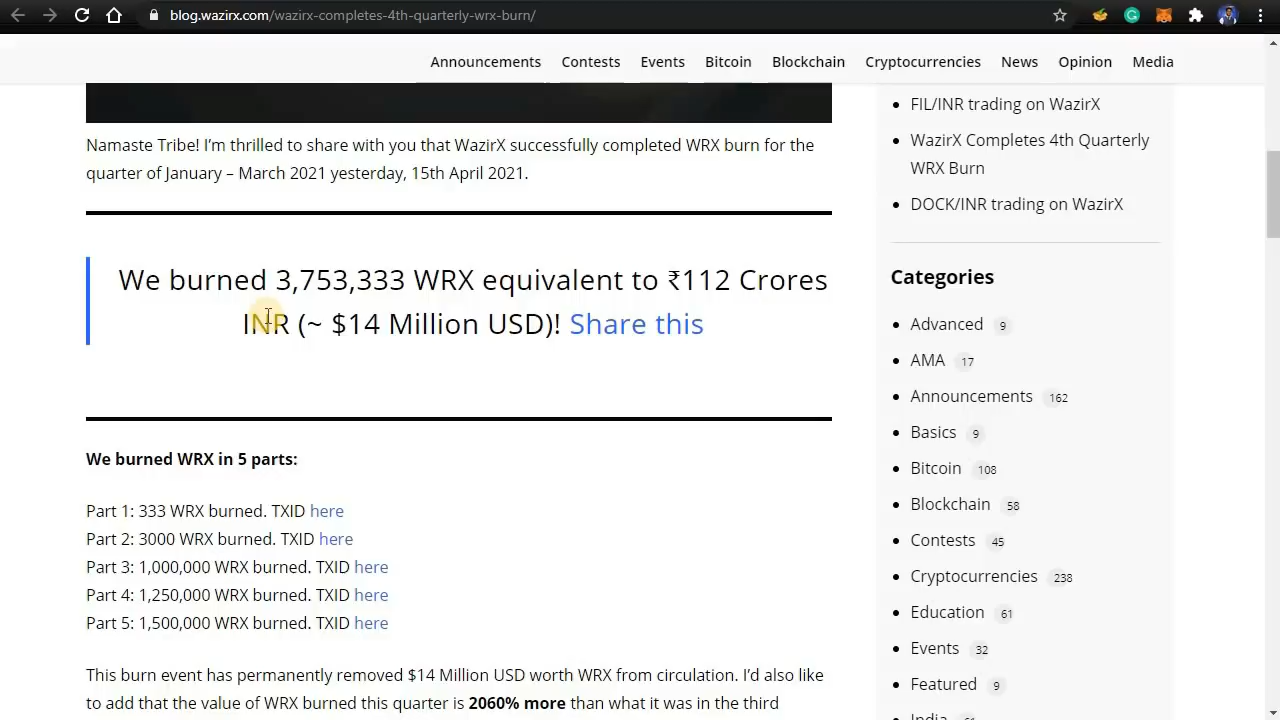 blog.wazirx.com/wazirx-completes-4th-quarterly-wrx-burn/
Announcements Contests Events Bitcoin Blockchain Cryptocurrencies News Opinion Media
Namaste Tribe! I'm thrilled to share with you that WazirX successfully completed WRX burn for the
quarter of January – March 2021 yesterday, 15th April 2021.
We burned 3,753,333 WRX equivalent to ₹112 Crores
INR (~ $14 Million USD)! Share this
We burned WRX in 5 parts:
Part 1: 333 WRX burned. TXID here
Part 2: 3000 WRX burned. TXID here
Part 3: 1,000,000 WRX burned. TXID here
Part 4: 1,250,000 WRX burned. TXID here
Part 5: 1,500,000 WRX burned. TXID here
This burn event has permanently removed $14 Million USD worth WRX from circulation. I'd also like
to add that the value of WRX burned this quarter is 2060% more than what it was in the third
FIL/INR trading on WazirX
WazirX Completes 4th Quarterly
WRX Burn
DOCK/INR trading on WazirX
Categories
Advanced 9
AMA 17
Announcements 162
Basics 9
Bitcoin 108
Blockchain 58
Contests 45
Cryptocurrencies 238
Education 61
Events 32
Featured 9
India